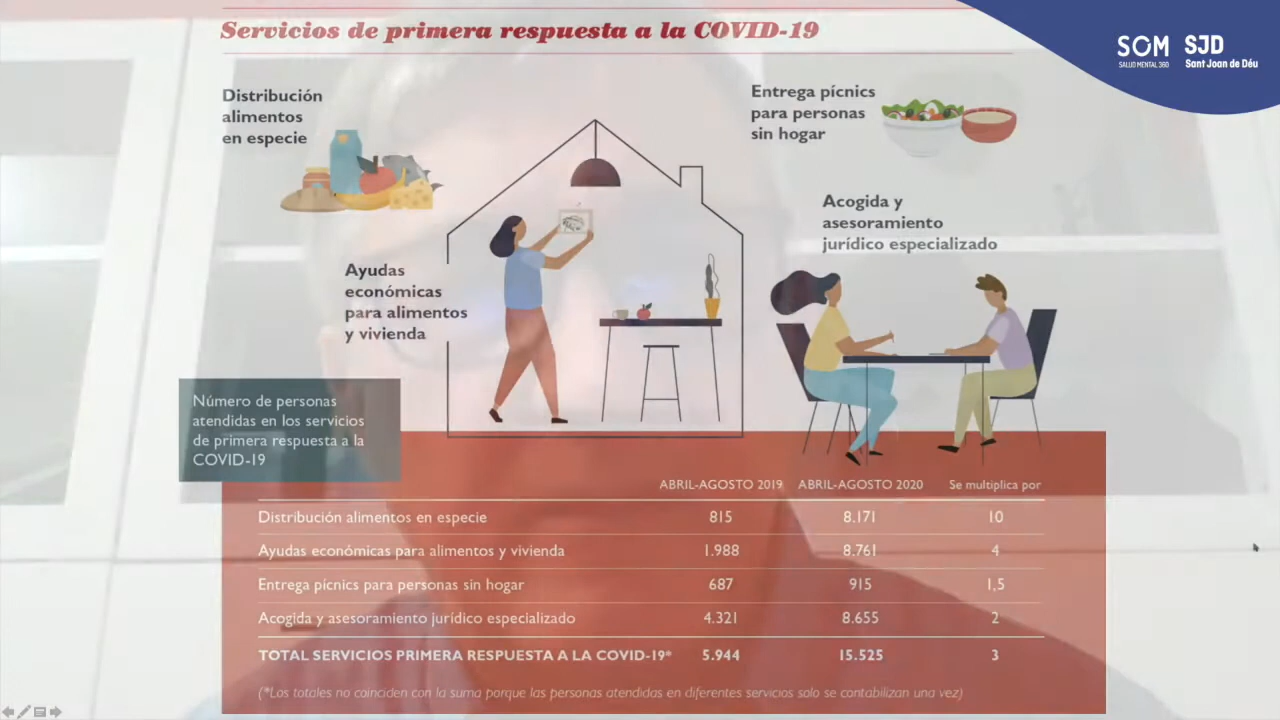 Servicios de primera respuesta a la COVID-19
SOM
SALUD MENTAL 360
SJD
Sant Joan de Déu
Distribución
alimentos
en especie
Entrega pícnics
para personas
sin hogar
Acogida y
asesoramiento
jurídico especializado
Ayudas
económicas
para alimentos
y vivienda
Número de personas
atendidas en los servicios
de primera respuesta a la
COVID-19
ABRIL-AGOSTO 2019 ABRIL-AGOSTO 2020 Se multiplica por
Distribución alimentos en especie 815 8.171 10
Ayudas económicas para alimentos y vivienda 1.988 8.761 4
Entrega pícnics para personas sin hogar 687 915 1,5
Acogida y asesoramiento jurídico especializado 4.321 8.655 2
TOTAL SERVICIOS PRIMERA RESPUESTA A LA COVID-19* 5.944 15.525 3
(*Los totales no coinciden con la suma porque las personas atendidas en diferentes servicios solo se contabilizan una vez)